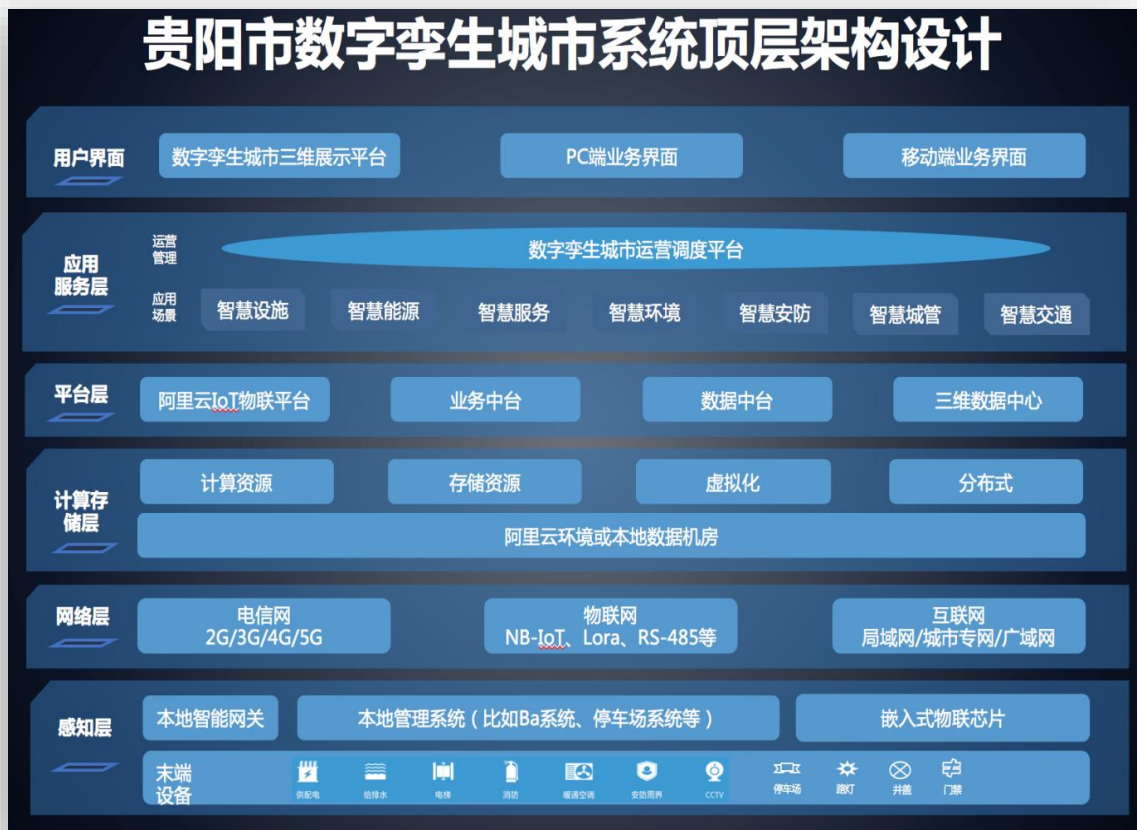 贵阳市数字孪生城市系统顶层架构设计
用户界面
数字孪生城市三维展示平台
PC端业务界面
移动端业务界面
应用
服务层
运营
管理
数字孪生城市运营调度平台
应用
场景
智慧设施
智慧能源
智慧服务
智慧环境
智慧安防
智慧城管
智慧交通
平台层
阿里云IoT物联平台
业务中台
数据中台
三维数据中心
计算存
储层
计算资源
存储资源
虚拟化
分布式
阿里云环境或本地数据机房
网络层
电信网
2G/3G/4G/5G
物联网
NB-IoT、Lora、RS-485等
互联网
局域网/城市专网/广域网
感知层
本地智能网关
本地管理系统（比如Ba系统、停车场系统等）
嵌入式物联芯片
末端
设备
供配电
给排水
电梯
消防
暖通空调
安防周界
CCTV
停车场
路灯
井盖
门禁